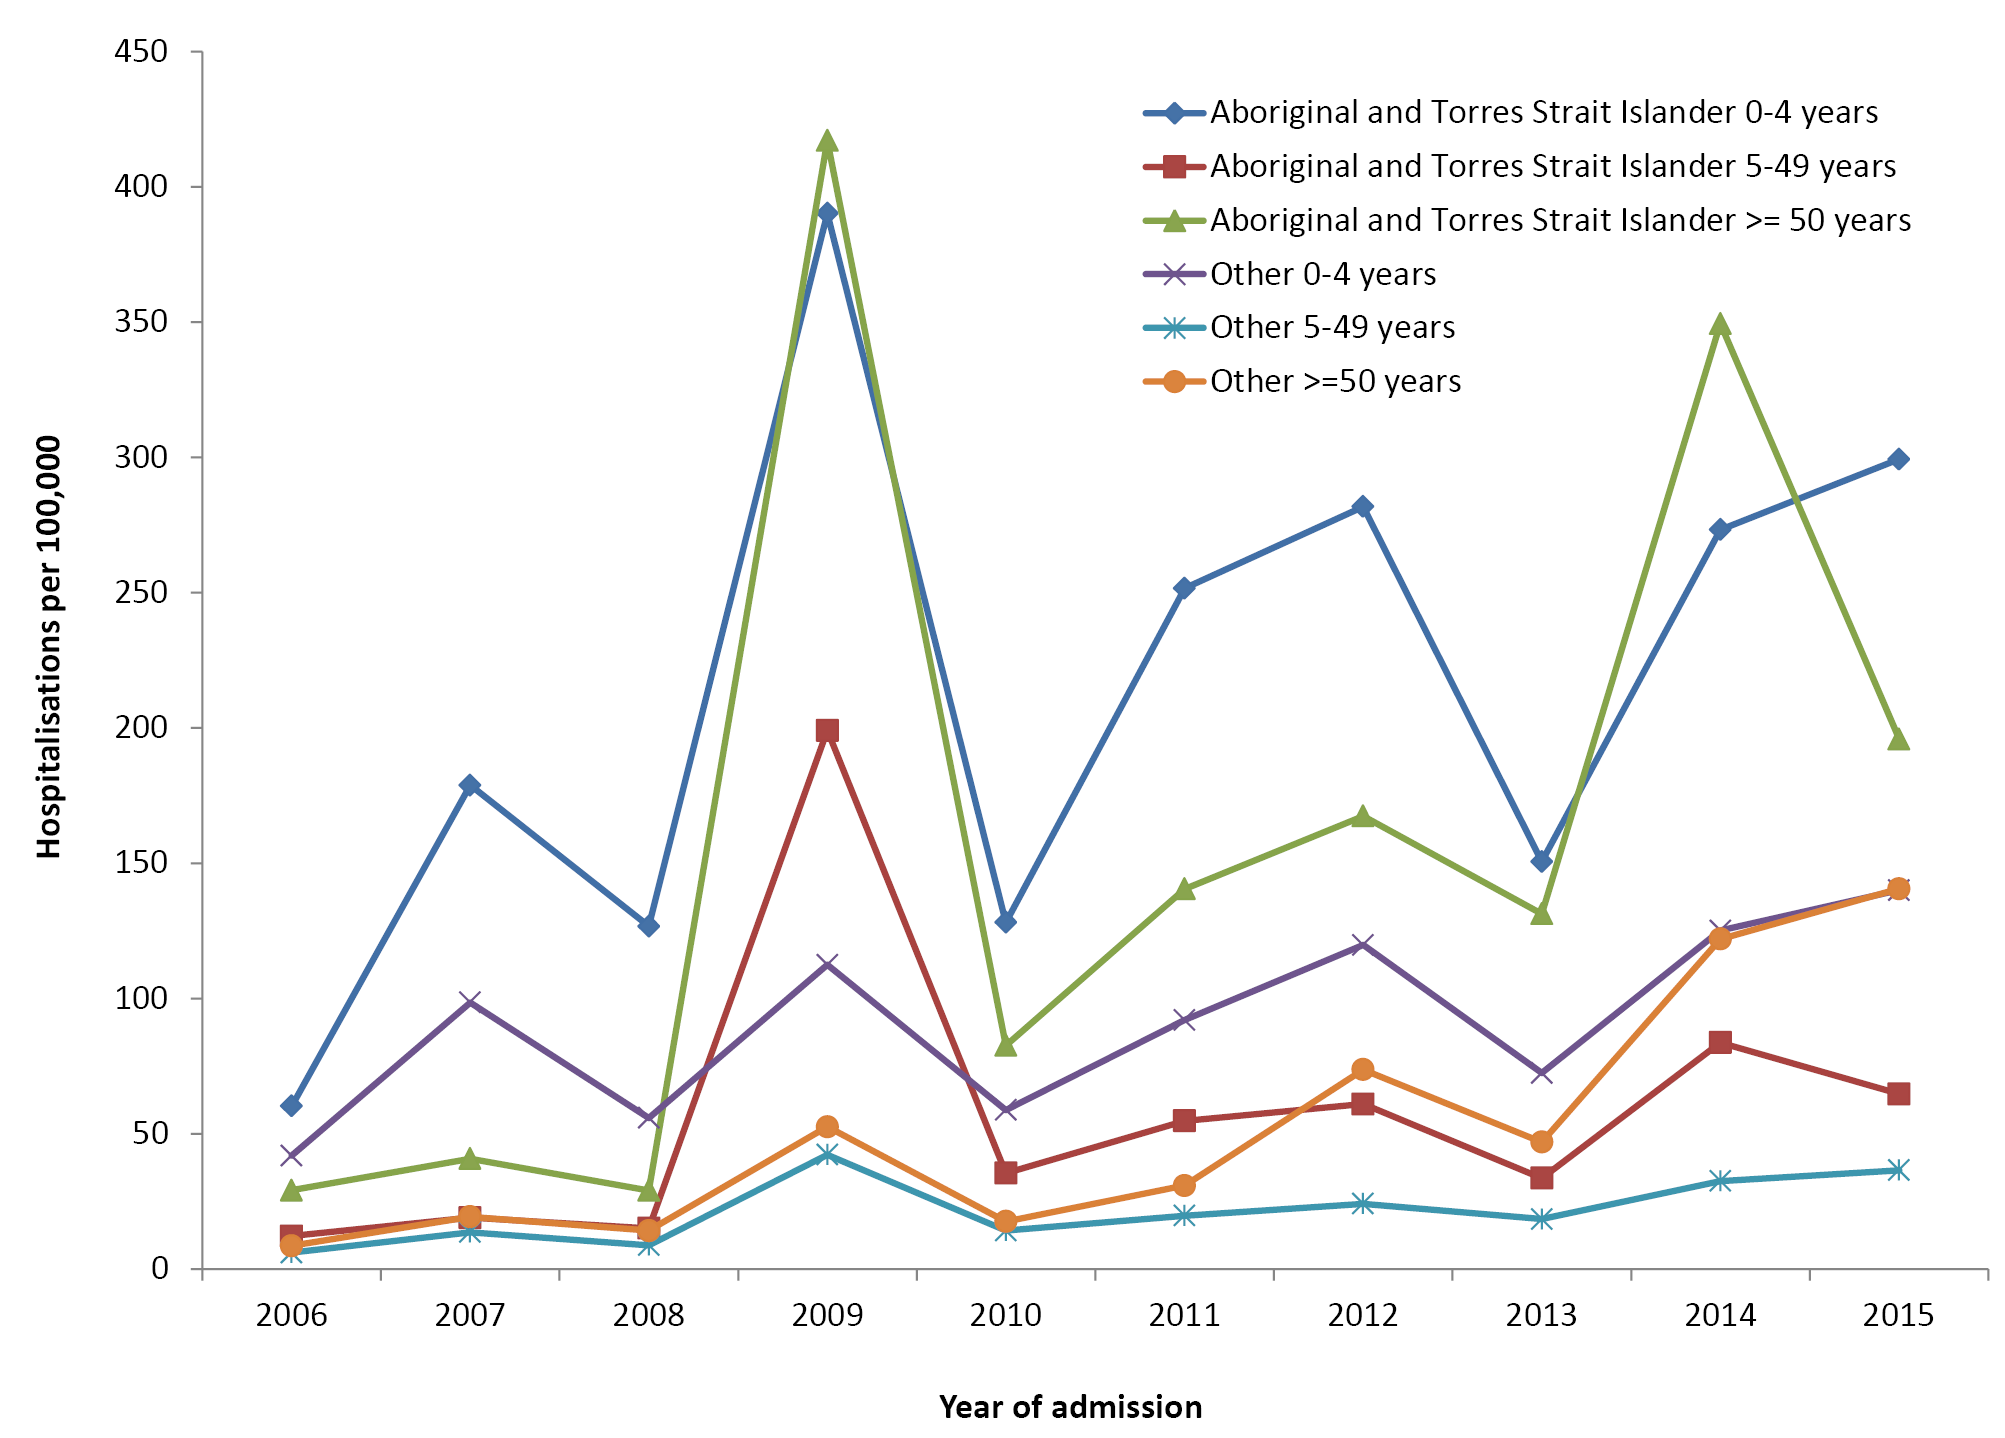 450
400
350
300
250
200
150
100
50
0
Hospitalisations per 100,000
Aboriginal and Torres Strait Islander 0-4 years
Aboriginal and Torres Strait Islander 5-49 years
Aboriginal and Torres Strait Islander >= 50 years
Other 0-4 years
Other 5-49 years
Other >=50 years
2006 2007 2008 2009 2010 2011 2012 2013 2014 2015
Year of admission